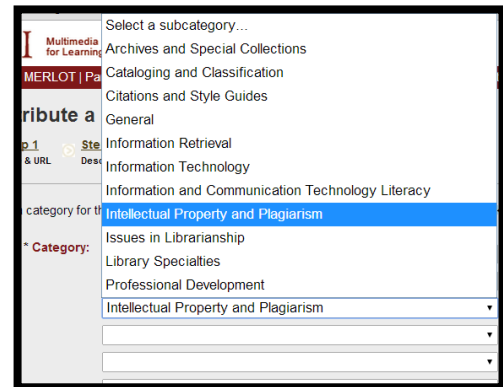 Select a subcategory...
Multimedia
for Learning
Archives and Special Collections
MERLOT | Pa
Cataloging and Classification
Citations and Style Guides
ribute a
General
p 1 Ste
& URL Desc
Information Retrieval
Information Technology
Information and Communication Technology Literacy
category for th
Intellectual Property and Plagiarism
* Category:
Issues in Librarianship
Library Specialties
Professional Development
Intellectual Property and Plagiarism